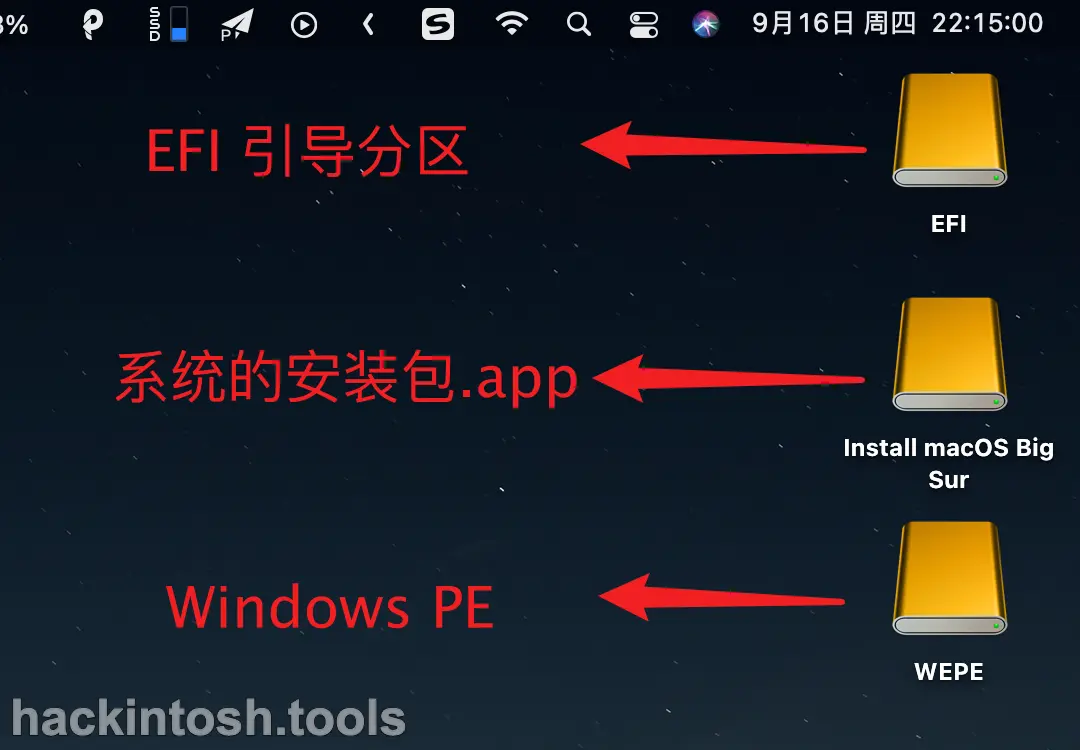 3% SSD P S 9月16日 周四 22:15:00
EFI 引导分区
EFI
系统的安装包.app
Install macOS Big
Sur
Windows PE
WEPE
hackintosh.tools